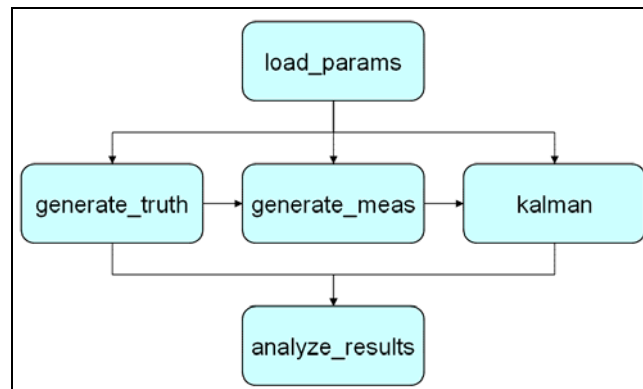 load_params
generate_truth
generate_meas
kalman
analyze_results